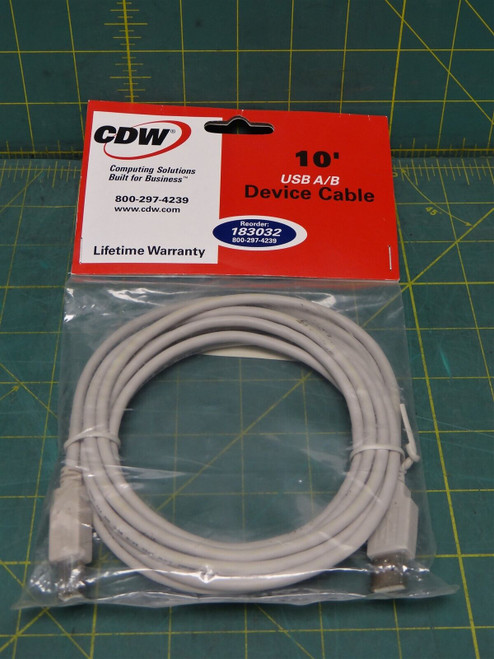 CDW®
Computing Solutions
Built for Business™
800-297-4239
www.cdw.com
Lifetime Warranty
10'
USB A/B
Device Cable
Reorder:
183032
800-297-4239